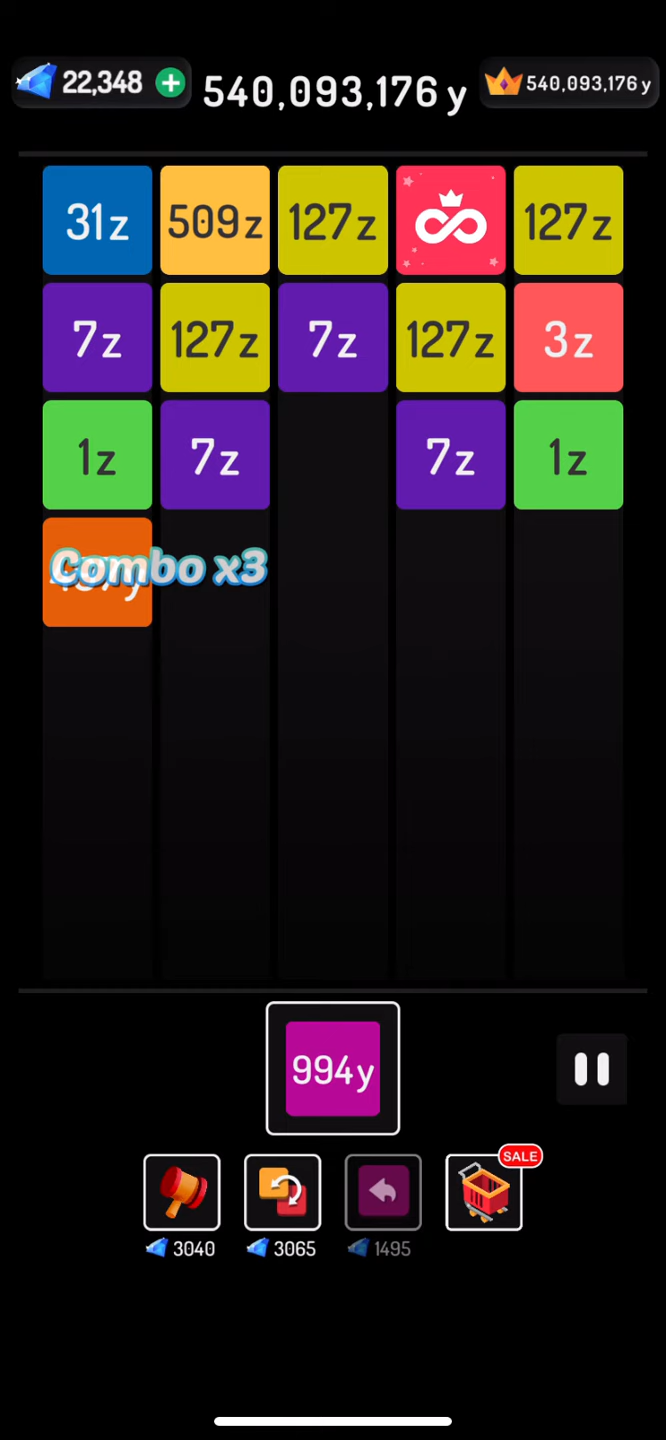 22,348 540,093,176 y 540,093,176 y
31z 509z 127z 127z
7z 127z 7z 127z 3z
1z 7z 7z 1z
Combo x3
994y
SALE
3040 3065 1495